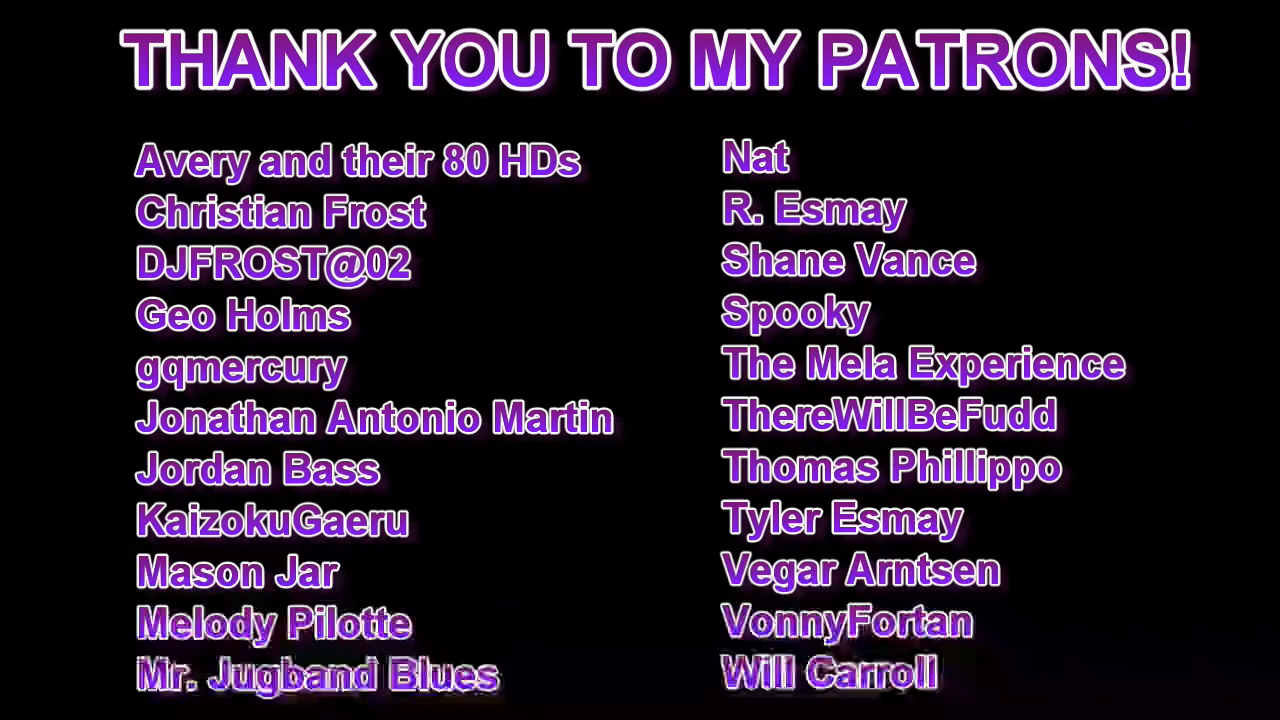 THANK YOU TO MY PATRONS!
Avery and their 80 HDs
Christian Frost
DJFROST@02
Geo Holms
gqmercury
Jonathan Antonio Martin
Jordan Bass
KaizokuGaeru
Mason Jar
Melody Pilotte
Mr. Jugband Blues
Nat
R. Esmay
Shane Vance
Spooky
The Mela Experience
ThereWillBeFudd
Thomas Phillippo
Tyler Esmay
Vegar Arntsen
VonnyFortan
Will Carroll